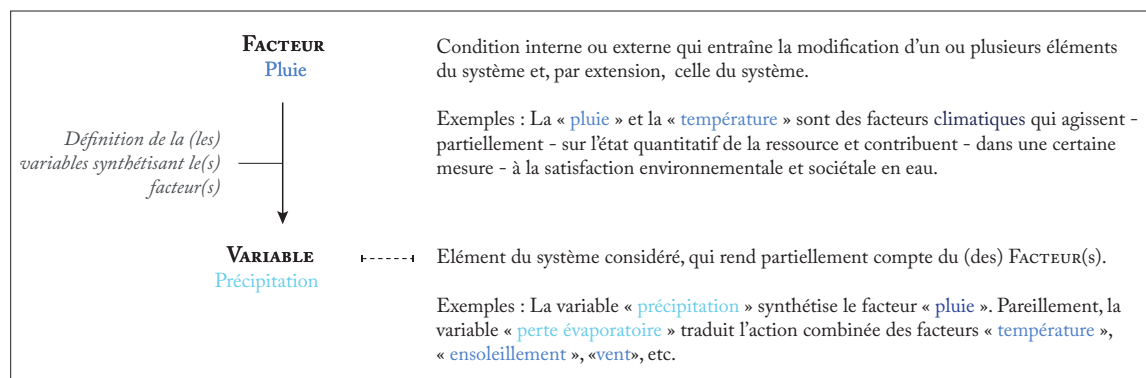 FACTEUR
Pluie
Condition interne ou externe qui entraîne la modification d'un ou plusieurs éléments
du système et, par extension, celle du système.
Exemples : La « pluie » et la « température » sont des facteurs climatiques qui agissent -
partiellement - sur l'état quantitatif de la ressource et contribuent - dans une certaine
mesure - à la satisfaction environnementale et sociétale en eau.
Définition de la (les)
variables synthétisant le(s)
facteur(s)
VARIABLE
Précipitation
Elément du système considéré, qui rend partiellement compte du (des) FACTEUR(s).
Exemples : La variable « précipitation » synthétise le facteur « pluie ». Pareillement, la
variable « perte évaporatoire » traduit l'action combinée des facteurs « température »,
« ensoleillement », «vent», etc.